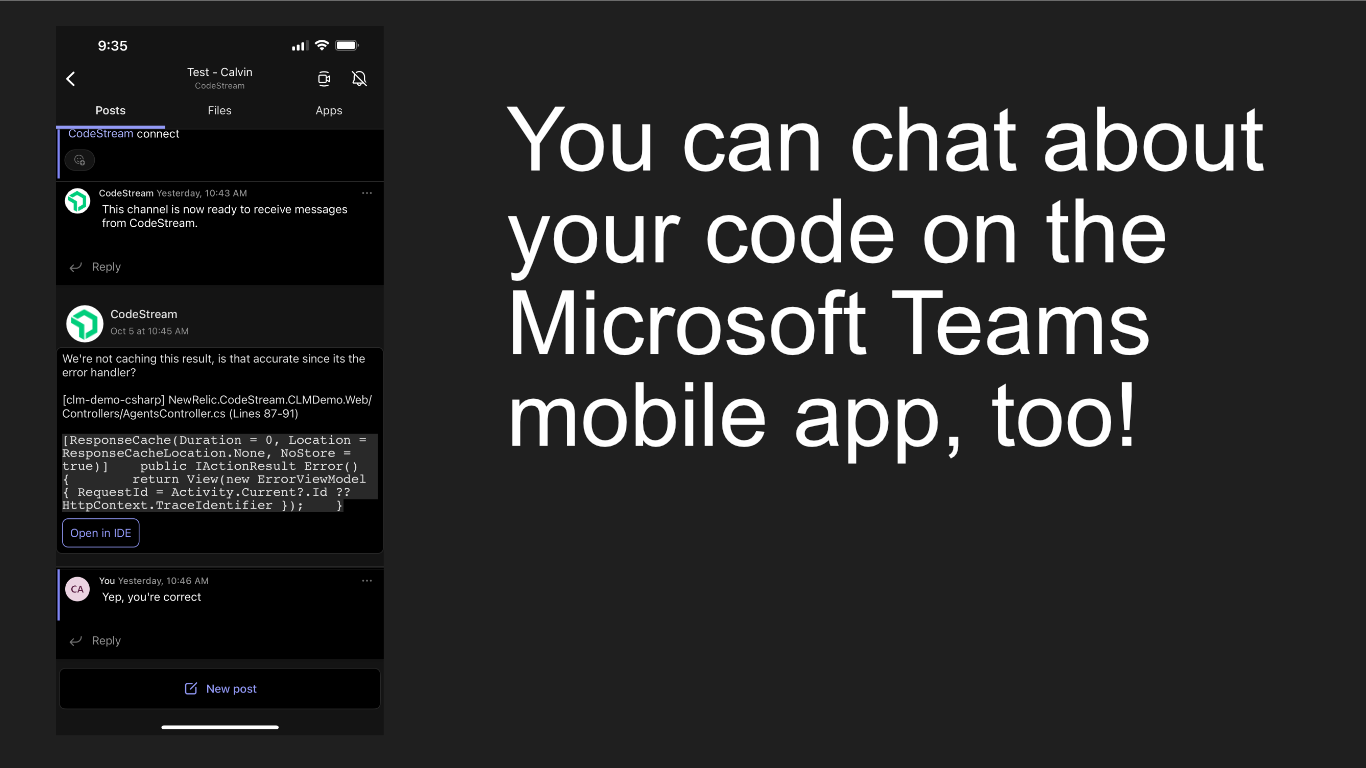 9:35
Test - Calvin
CodeStream
Posts Files Apps
CodeStream connect
CodeStream Yesterday, 10:43 AM
This channel is now ready to receive messages
from CodeStream.
Reply
CodeStream
Oct 5 at 10:45 AM
We're not caching this result, is that accurate since its the
error handler?
[clm-demo-csharp] NewRelic.CodeStream.CLMDemo.Web/
Controllers/AgentsController.cs (Lines 87-91)
[ResponseCache(Duration = 0, Location =
ResponseCacheLocation.None, NoStore =
true)]    public IActionResult Error()
{        return View(new ErrorViewModel
{ RequestId = Activity.Current?.Id ??
HttpContext.TraceIdentifier });    }
Open in IDE
CA
You Yesterday, 10:46 AM
Yep, you're correct
Reply
New post
You can chat about
your code on the
Microsoft Teams
mobile app, too!